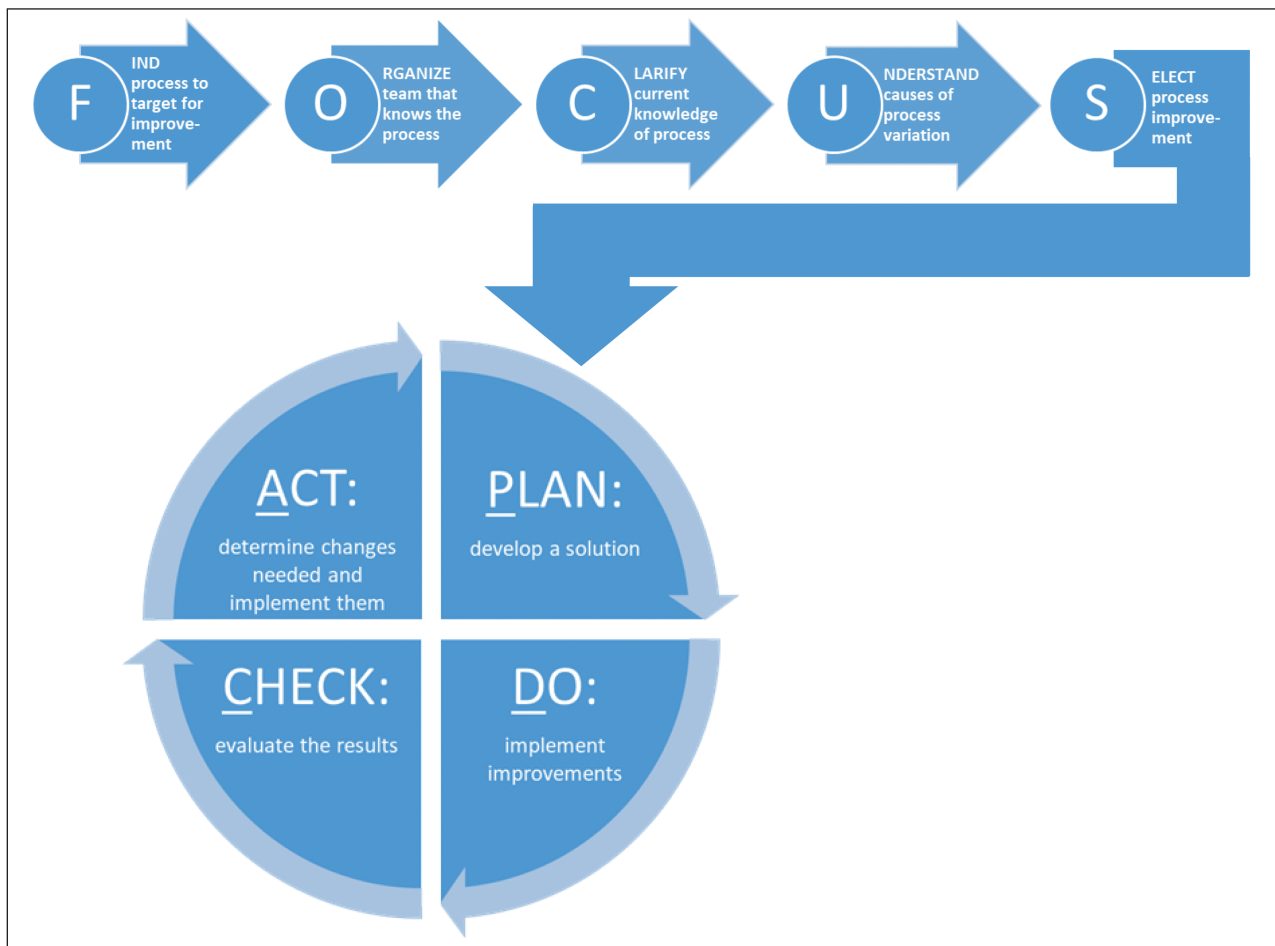 F
IND
process to
target for
improve-
ment
O
RGANIZE
team that
knows the
process
C
LARIFY
current
knowledge
of process
U
NDERSTAND
causes of
process
variation
S
ELECT
process
improve-
ment
ACT:
determine changes
needed and
implement them
PLAN:
develop a solution
CHECK:
evaluate the results
DO:
implement
improvements